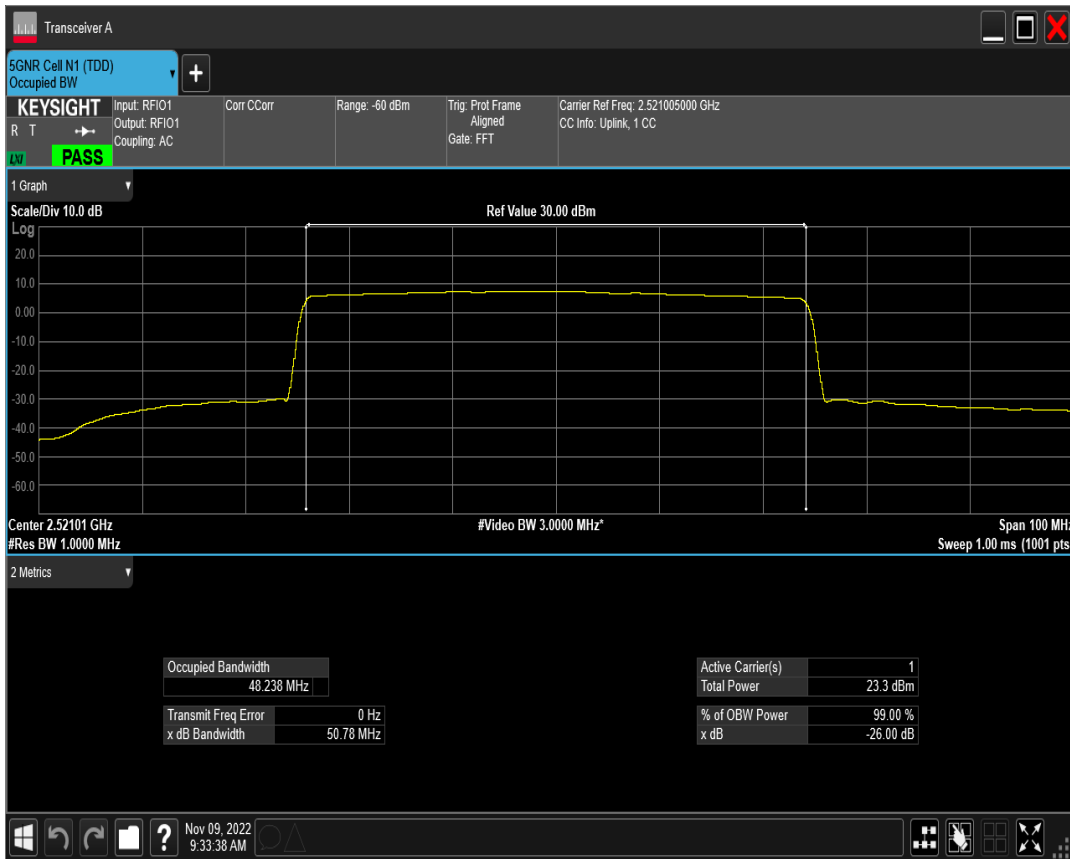 Transceiver A
5GNR Cell N1 (TDD)
Occupied BW
+
KEYSIGHT
R T
LXI
PASS
Input: RFIO1
Output: RFIO1
Coupling: AC
Corr CCorr
Range: -60 dBm
Trig: Prot Frame
Aligned
Gate: FFT
Carrier Ref Freq: 2.521005000 GHz
CC Info: Uplink, 1 CC
1 Graph
Scale/Div 10.0 dB
Ref Value 30.00 dBm
Log
20.0
10.0
0.00
-10.0
-20.0
-30.0
-40.0
-50.0
-60.0
Center 2.52101 GHz
#Video BW 3.0000 MHz*
Span 100 MHz
#Res BW 1.0000 MHz
Sweep 1.00 ms (1001 pts
2 Metrics
Occupied Bandwidth
48.238 MHz
Transmit Freq Error 0 Hz
x dB Bandwidth 50.78 MHz
Active Carrier(s) 1
Total Power 23.3 dBm
% of OBW Power 99.00 %
x dB -26.00 dB
?
Nov 09, 2022
9:33:38 AM